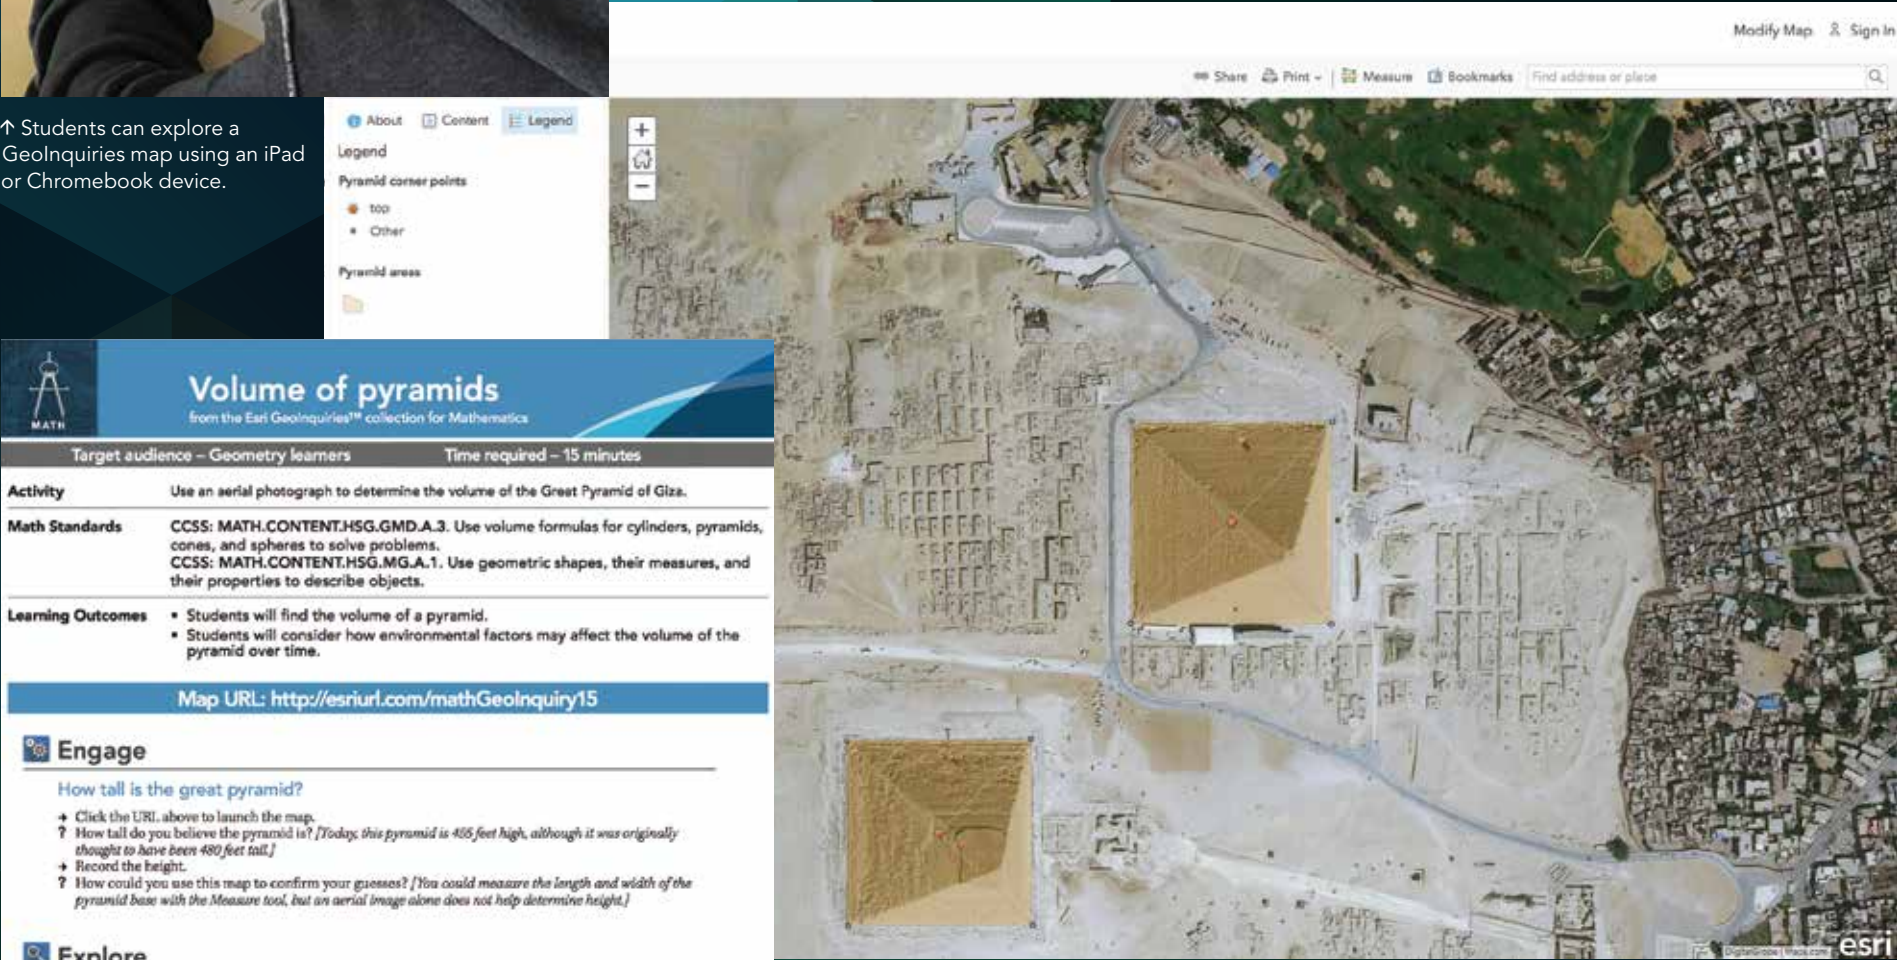 Modify Map Sign In
Share Print Measure Bookmarks Find address or place
↑ Students can explore a
GeoInquiries map using an iPad
or Chromebook device.
About Content Legend
Legend
Pyramid corner points
top
Other
Pyramid areas
+
−
MATH
Volume of pyramids
from the Esri GeoInquiries™ collection for Mathematics
Target audience – Geometry learners Time required – 15 minutes
Activity Use an aerial photograph to determine the volume of the Great Pyramid of Giza.
Math Standards CCSS: MATH.CONTENT.HSG.GMD.A.3. Use volume formulas for cylinders, pyramids,
cones, and spheres to solve problems.
CCSS: MATH.CONTENT.HSG.MG.A.1. Use geometric shapes, their measures, and
their properties to describe objects.
Learning Outcomes ▪ Students will find the volume of a pyramid.
▪ Students will consider how environmental factors may affect the volume of the
pyramid over time.
Map URL: http://esriurl.com/mathGeoInquiry15
Engage
How tall is the great pyramid?
→ Click the URL above to launch the map.
? How tall do you believe the pyramid is? [Today, this pyramid is 455 feet high, although it was originally
thought to have been 480 feet tall.]
→ Record the height.
? How could you use this map to confirm your guesses? [You could measure the length and width of the
pyramid base with the Measure tool, but an aerial image alone does not help determine height.]
Explore
DigitalGlobe | Maps.com esri